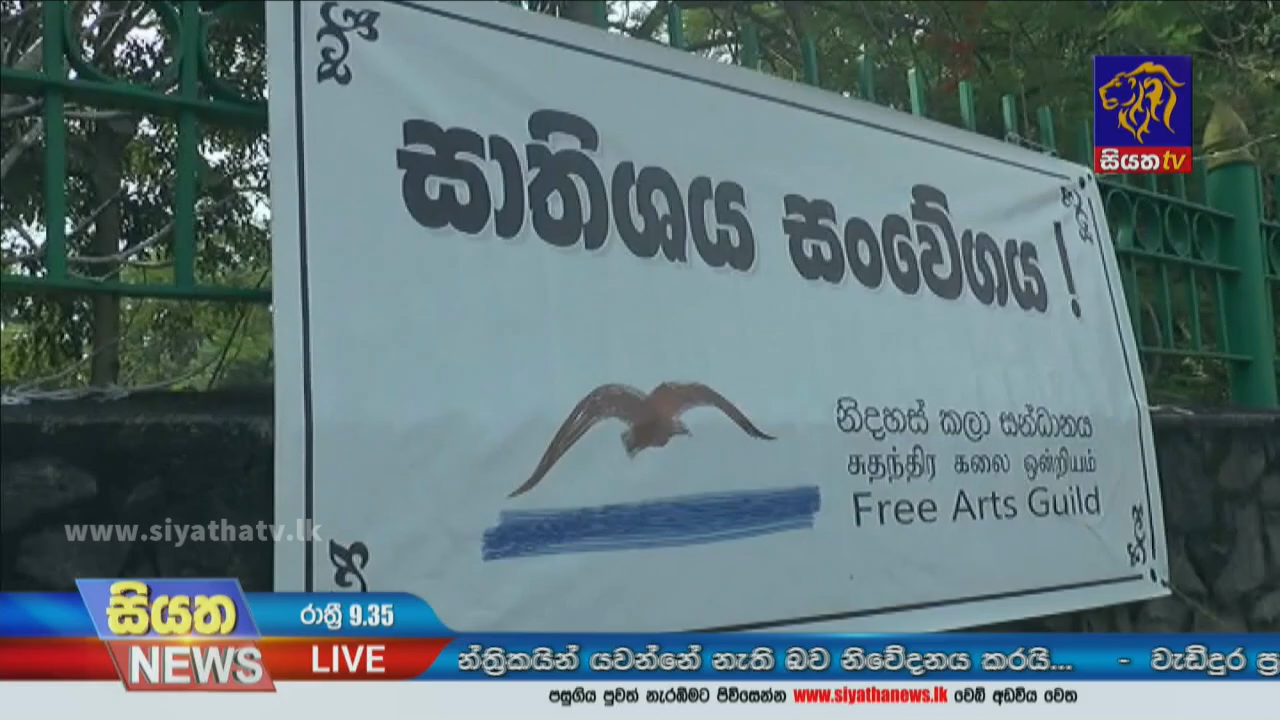 සාතිශය සංවේගය !
සියත tv
නිදහස් කලා සන්ධානය
சுதந்திர கலை ஒன்றியம்
Free Arts Guild
www.siyathatv.lk
සියත
NEWS
රාත්‍රී 9.35
LIVE
න්ත්‍රිකයින් යවන්නේ නැති බව නිවේදනය කරයි... - වැඩිදුර ප්‍ර
පසුගිය පුවත් නැරඹීමට පිවිසෙන්න www.siyathanews.lk වෙබ් අඩවිය වෙත